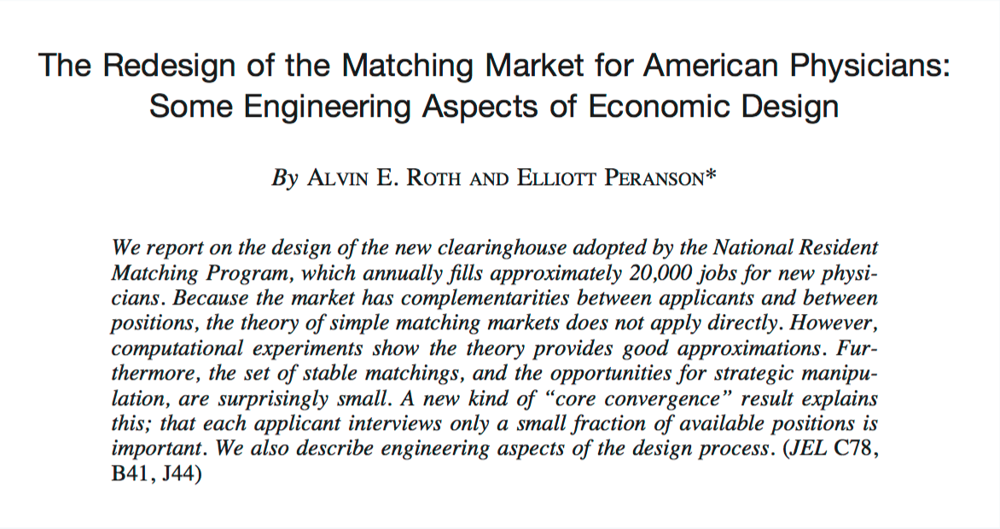 The Redesign of the Matching Market for American Physicians:
Some Engineering Aspects of Economic Design
By ALVIN E. ROTH AND ELLIOTT PERANSON*
We report on the design of the new clearinghouse adopted by the National Resident
Matching Program, which annually fills approximately 20,000 jobs for new physi-
cians. Because the market has complementarities between applicants and between
positions, the theory of simple matching markets does not apply directly. However,
computational experiments show the theory provides good approximations. Fur-
thermore, the set of stable matchings, and the opportunities for strategic manipu-
lation, are surprisingly small. A new kind of “core convergence” result explains
this; that each applicant interviews only a small fraction of available positions is
important. We also describe engineering aspects of the design process. (JEL C78,
B41, J44)